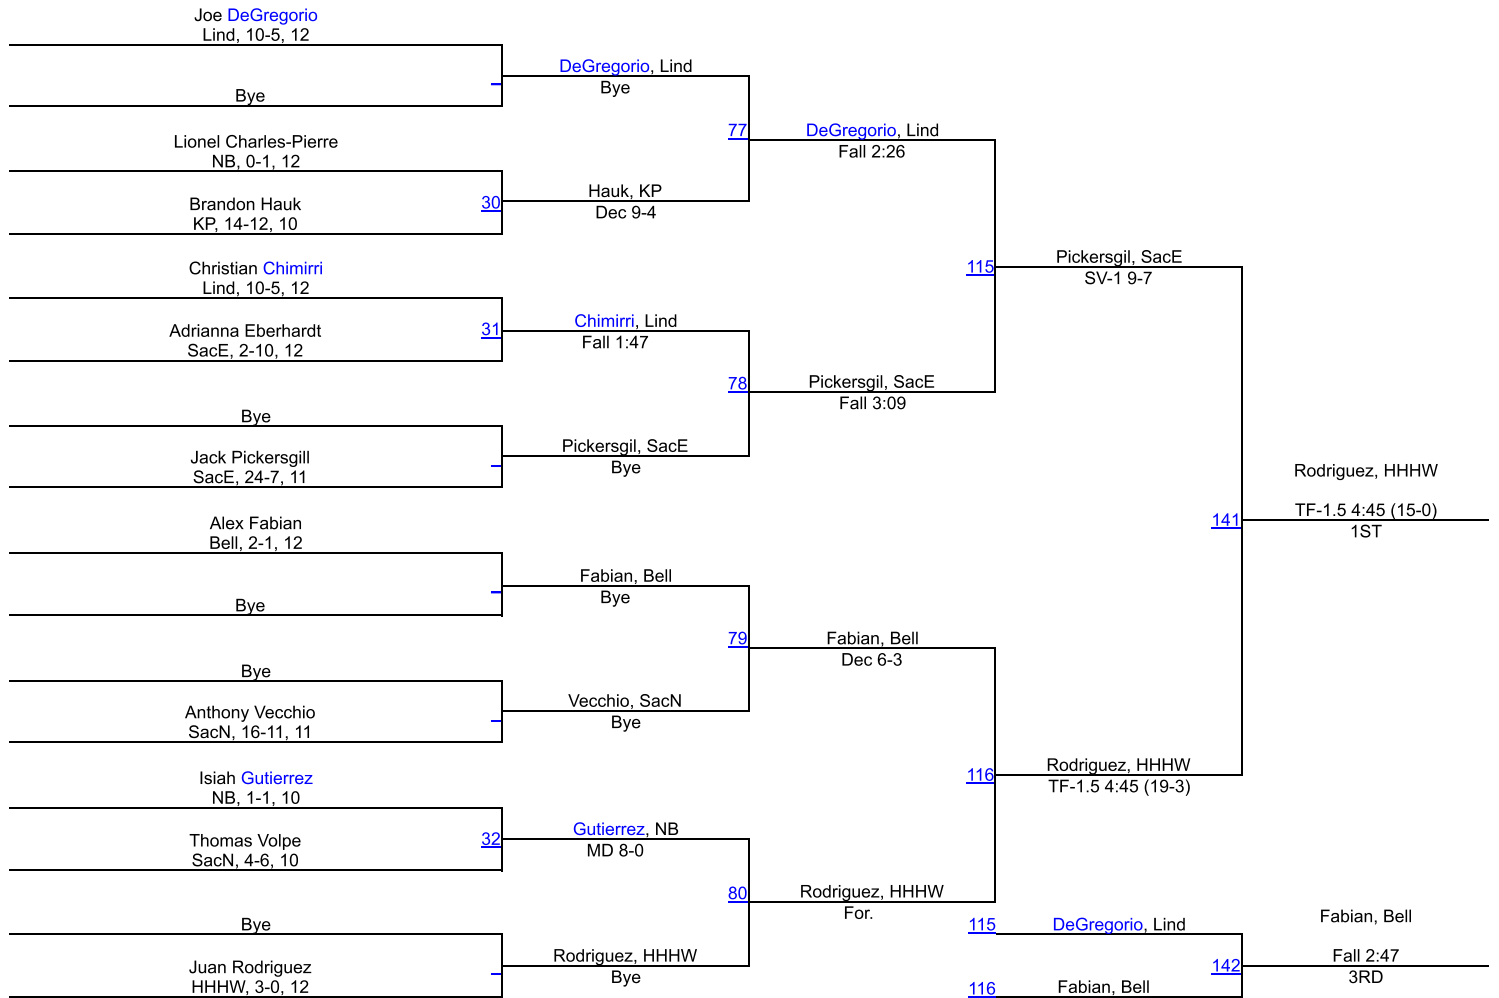 Joe DeGregorio
Lind, 10-5, 12
Bye
Lionel Charles-Pierre
NB, 0-1, 12
Brandon Hauk
KP, 14-12, 10
Christian Chimirri
Lind, 10-5, 12
Adrianna Eberhardt
SacE, 2-10, 12
Bye
Jack Pickersgill
SacE, 24-7, 11
Alex Fabian
Bell, 2-1, 12
Bye
Bye
Anthony Vecchio
SacN, 16-11, 11
Isiah Gutierrez
NB, 1-1, 10
Thomas Volpe
SacN, 4-6, 10
Bye
Juan Rodriguez
HHHW, 3-0, 12
30
31
32
DeGregorio, Lind
Bye
Hauk, KP
Dec 9-4
Chimirri, Lind
Fall 1:47
Pickersgil, SacE
Bye
Fabian, Bell
Bye
Vecchio, SacN
Bye
Gutierrez, NB
MD 8-0
Rodriguez, HHHW
Bye
77
78
79
80
DeGregorio, Lind
Fall 2:26
Pickersgil, SacE
Fall 3:09
Fabian, Bell
Dec 6-3
Rodriguez, HHHW
For.
115
116
Pickersgil, SacE
SV-1 9-7
Rodriguez, HHHW
TF-1.5 4:45 (19-3)
141
Rodriguez, HHHW
TF-1.5 4:45 (15-0)
1ST
115
DeGregorio, Lind
116
Fabian, Bell
142
Fabian, Bell
Fall 2:47
3RD